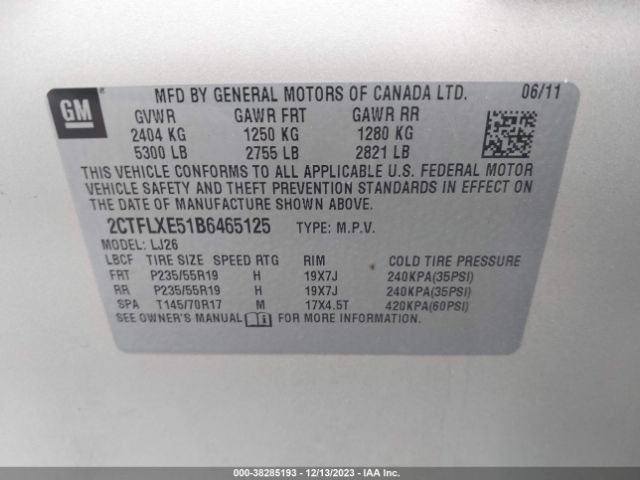 GM
MFD BY GENERAL MOTORS OF CANADA LTD. 06/11
GVWR GAWR FRT GAWR RR
2404 KG 1250 KG 1280 KG
5300 LB 2755 LB 2821 LB
THIS VEHICLE CONFORMS TO ALL APPLICABLE U.S. FEDERAL MOTOR
VEHICLE SAFETY AND THEFT PREVENTION STANDARDS IN EFFECT ON
THE DATE OF MANUFACTURE SHOWN ABOVE.
2CTFLXE51B6465125 TYPE: M.P.V.
MODEL: LJ26
LBCF TIRE SIZE SPEED RTG RIM COLD TIRE PRESSURE
FRT P235/55R19 H 19X7J 240KPA(35PSI)
RR P235/55R19 H 19X7J 240KPA(35PSI)
SPA T145/70R17 M 17X4.5T 420KPA(60PSI)
SEE OWNER'S MANUAL FOR MORE INFORMATION.
000-38285193 - 12/13/2023 - IAAI.com